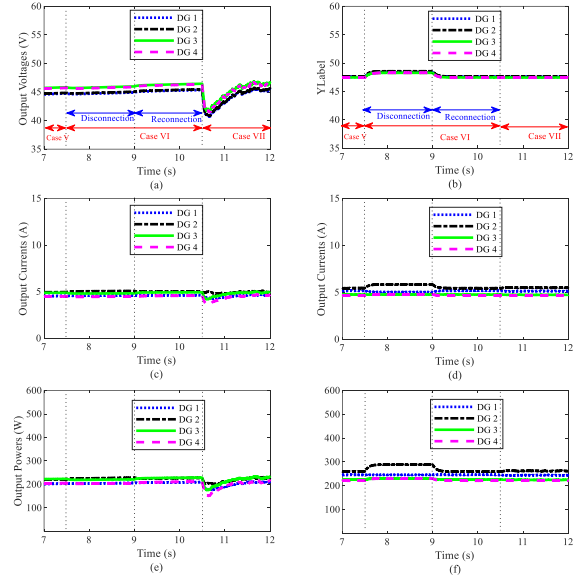 60
55
50
45
40
35
Output Voltages (V)
DG 1
DG 2
DG 3
DG 4
Disconnection
Reconnection
Case V
Case VI
Case VII
7 8 9 10 11 12
Time (s)
(a)
60
55
50
45
40
35
YLabel
DG 1
DG 2
DG 3
DG 4
Disconnection
Reconnection
Case V
Case VI
Case VII
7 8 9 10 11 12
Time (s)
(b)
15
10
5
0
Output Currents (A)
DG 1
DG 2
DG 3
DG 4
7 8 9 10 11 12
Time (s)
(c)
15
10
5
0
Output Currents (A)
DG 1
DG 2
DG 3
DG 4
7 8 9 10 11 12
Time (s)
(d)
600
500
400
300
200
100
Output Powers (W)
DG 1
DG 2
DG 3
DG 4
7 8 9 10 11 12
Time (s)
(e)
600
500
400
300
200
100
Output Powers (W)
DG 1
DG 2
DG 3
DG 4
7 8 9 10 11 12
Time (s)
(f)